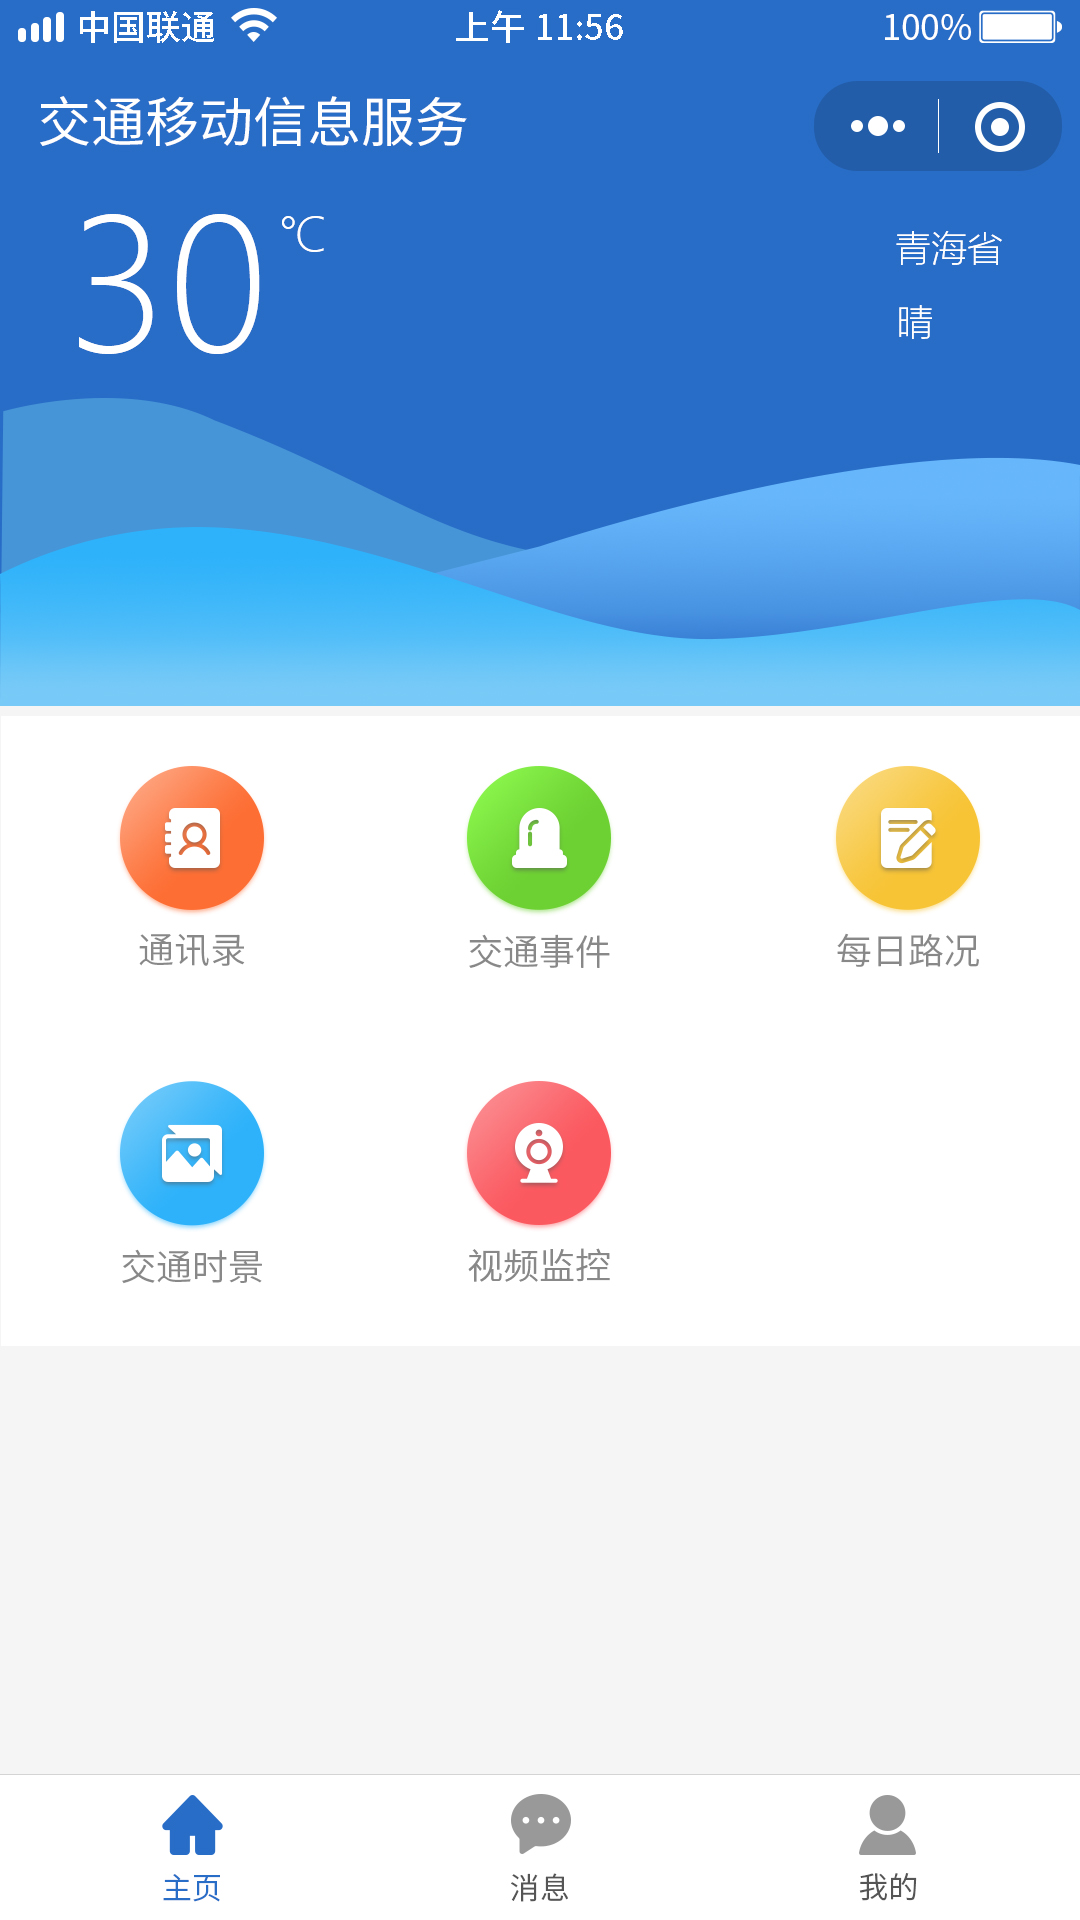 中国联通 上午 11:56 100%
交通移动信息服务
30 ℃
青海省
晴
通讯录 交通事件 每日路况
交通时景 视频监控
主页 消息 我的